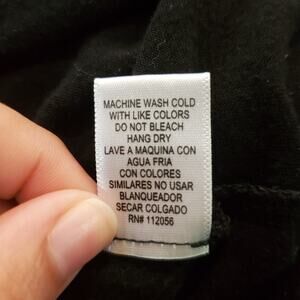 MACHINE WASH COLD
WITH LIKE COLORS
DO NOT BLEACH
HANG DRY
LAVE A MAQUINA CON
AGUA FRIA
CON COLORES
SIMILARES NO USAR
BLANQUEADOR
SECAR COLGADO
RN# 112056